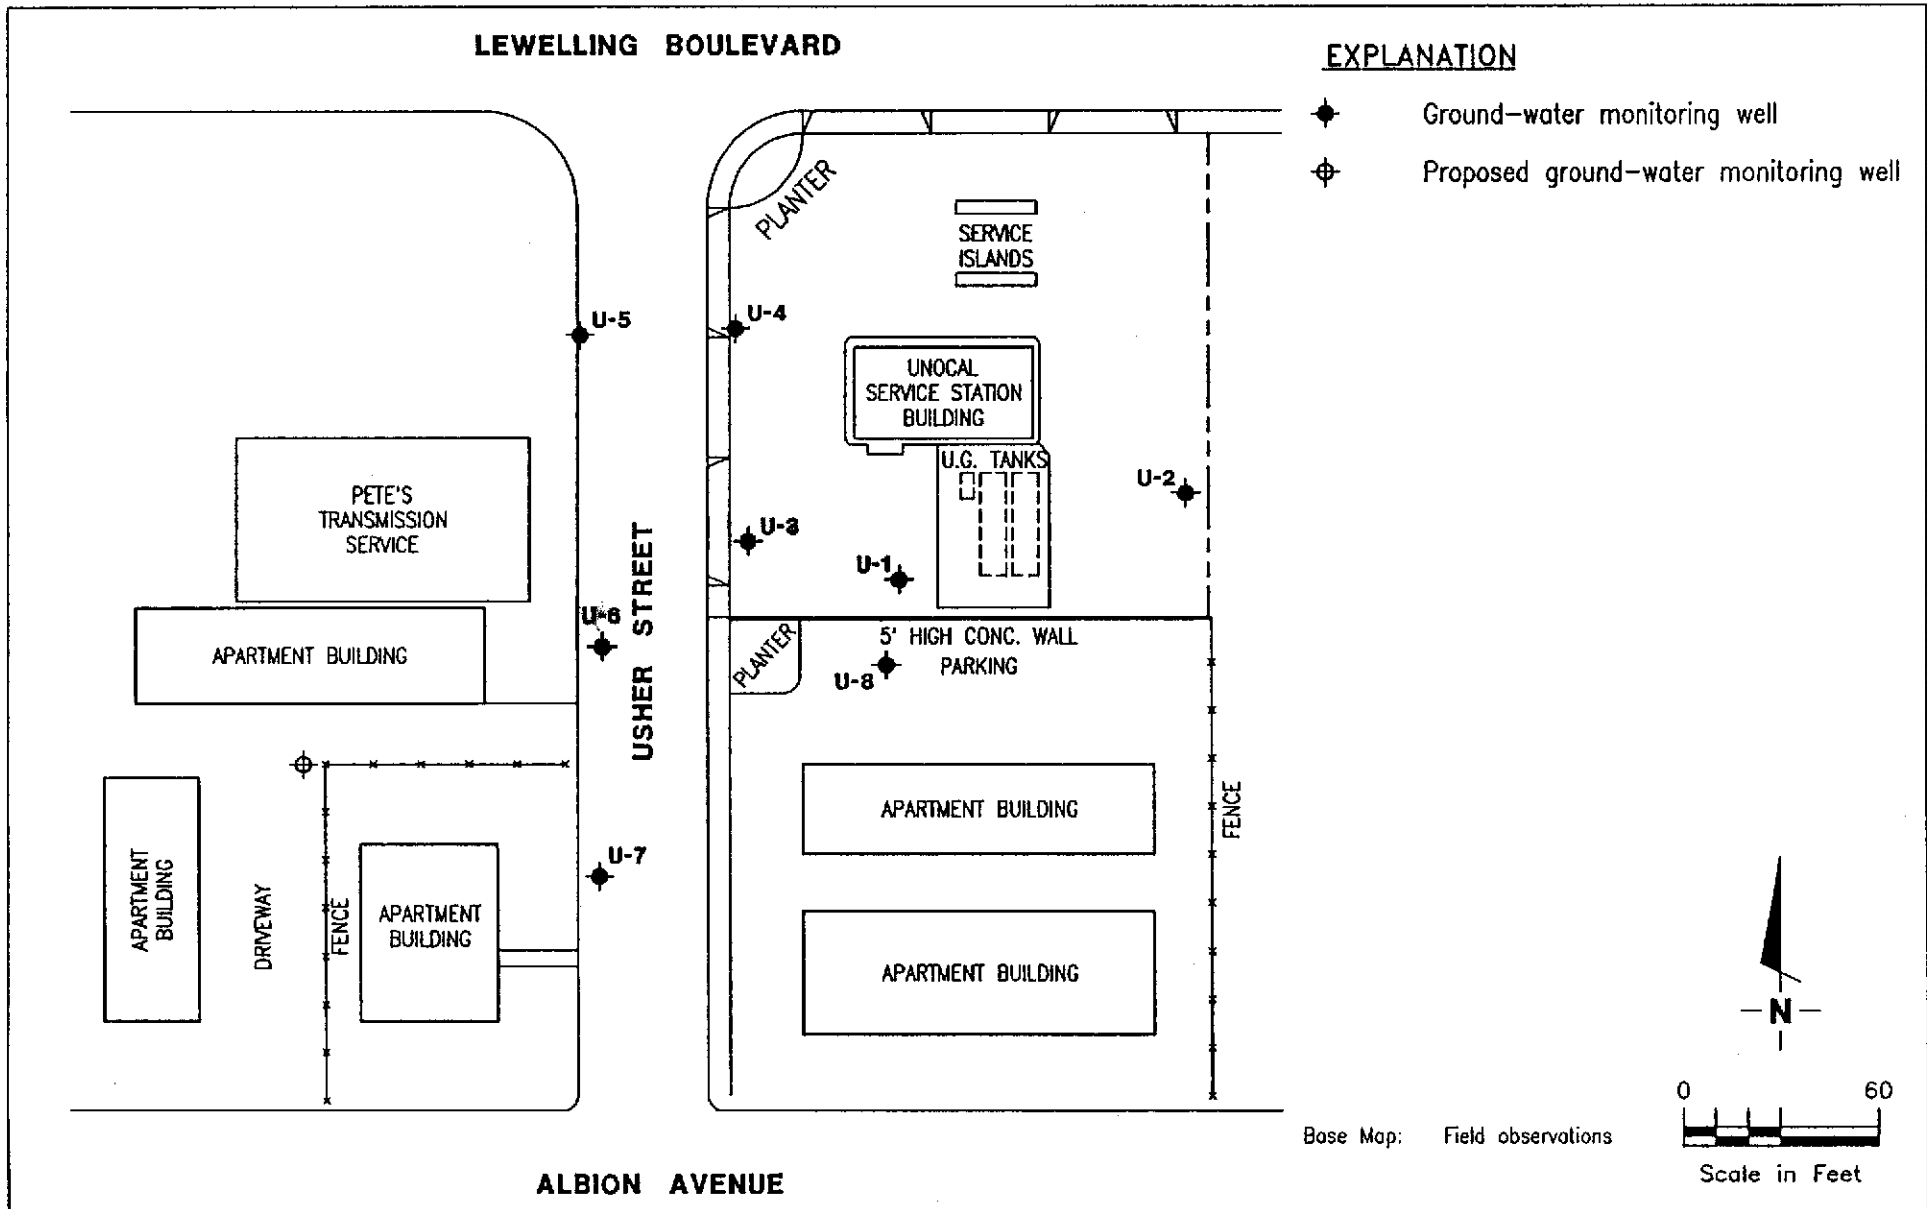 LEWELLING BOULEVARD
EXPLANATION
Ground-water monitoring well
Proposed ground-water monitoring well
PLANTER
SERVICE
ISLANDS
U-5
U-4
UNOCAL
SERVICE STATION
BUILDING
U.G. TANKS
U-2
PETE'S
TRANSMISSION
SERVICE
U-3
U-1
USHER STREET
U-6
APARTMENT BUILDING
PLANTER
5' HIGH CONC. WALL
PARKING
U-8
APARTMENT BUILDING
FENCE
U-7
APARTMENT
BUILDING
DRIVEWAY
FENCE
APARTMENT
BUILDING
APARTMENT BUILDING
N
0 60
Base Map: Field observations
Scale in Feet
ALBION AVENUE